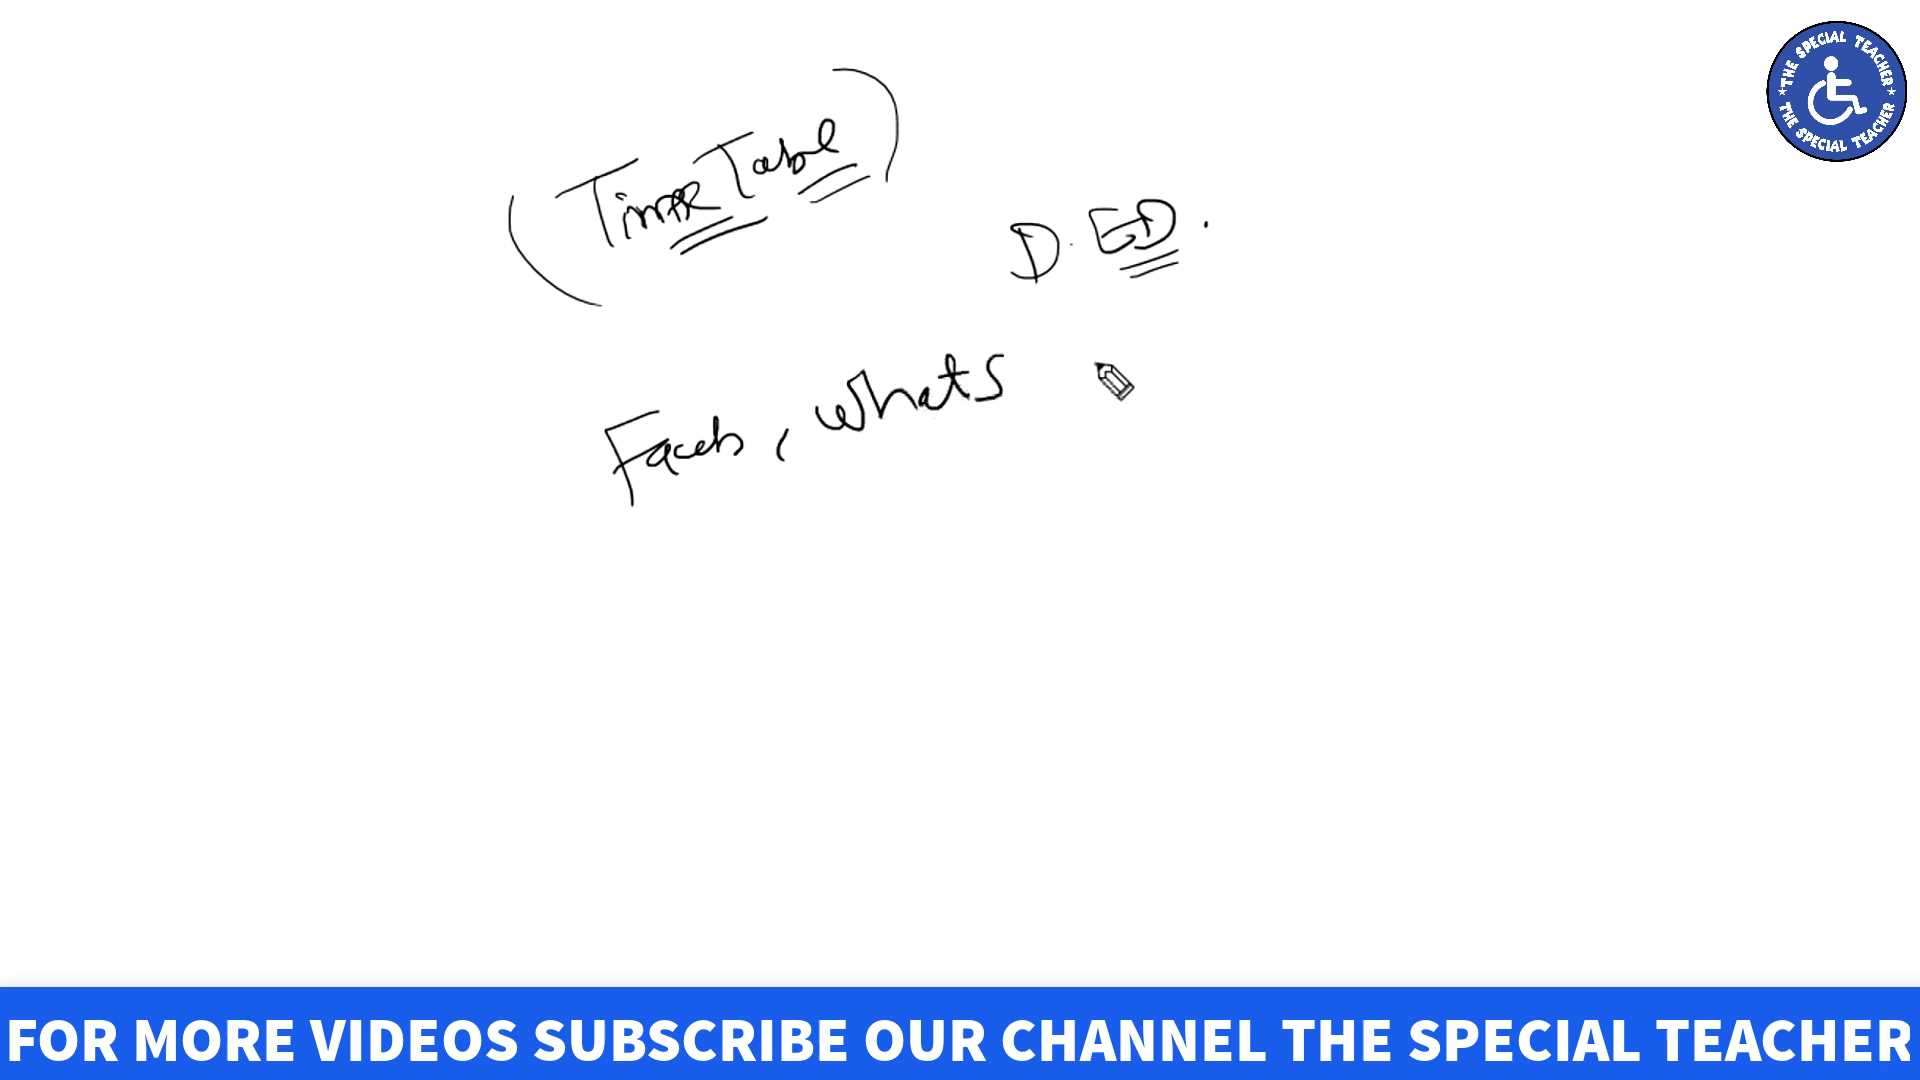 (Time Table)
D. ED.
Faceb, whats
THE SPECIAL TEACHER
THE SPECIAL TEACHER
FOR MORE VIDEOS SUBSCRIBE OUR CHANNEL THE SPECIAL TEACHER